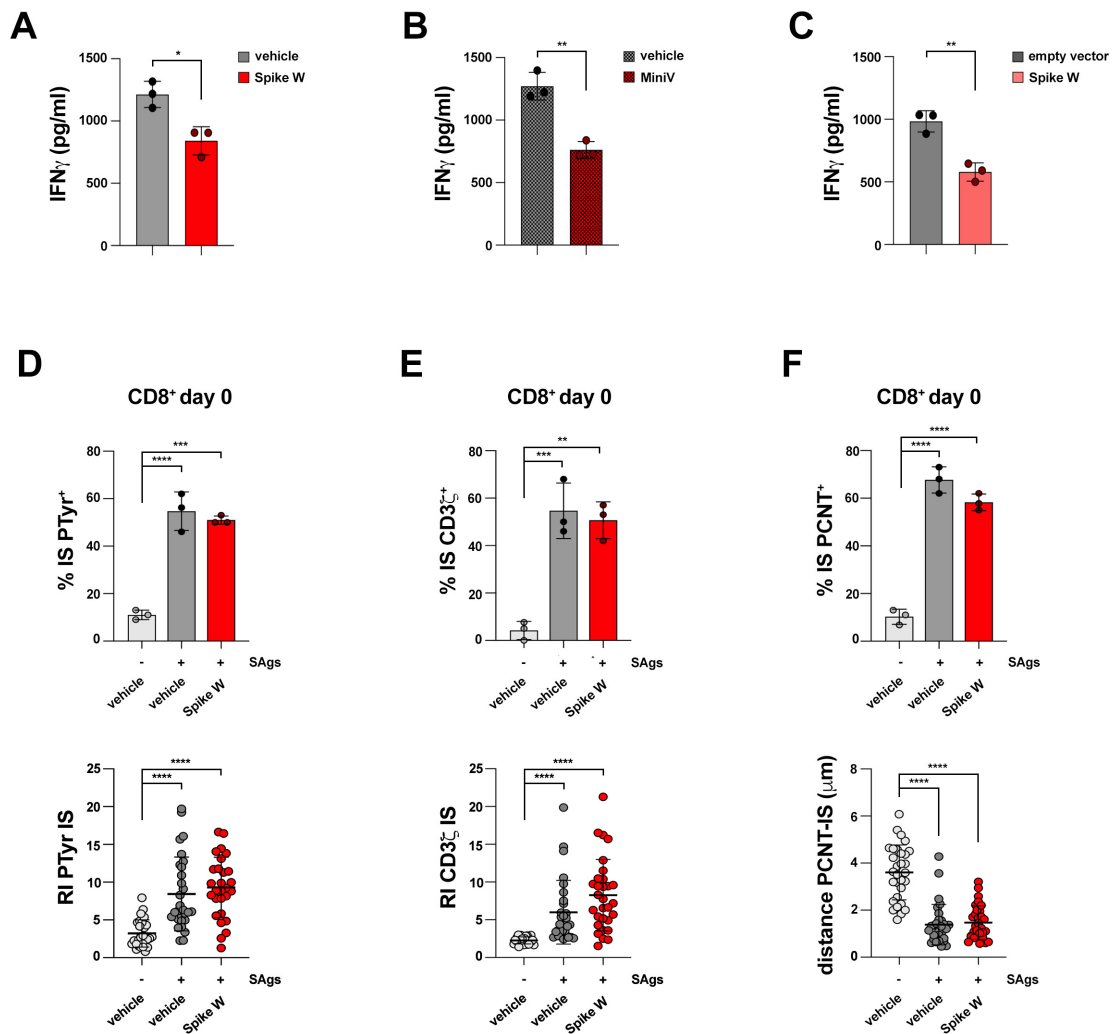 A
vehicle
Spike W
*
IFNγ (pg/ml)
1500
1000
500
0
B
vehicle
MiniV
**
IFNγ (pg/ml)
1500
1000
500
0
C
empty vector
Spike W
**
IFNγ (pg/ml)
1500
1000
500
0
D
CD8⁺ day 0
% IS PTyr⁺
80
60
40
20
0
***
****
- + + SAgs
vehicle
vehicle
Spike W
RI PTyr IS
25
20
15
10
5
0
****
****
- + + SAgs
vehicle
vehicle
Spike W
E
CD8⁺ day 0
% IS CD3ζ⁺
80
60
40
20
0
**
***
- + + SAgs
vehicle
vehicle
Spike W
RI CD3ζ IS
25
20
15
10
5
0
****
****
- + + SAgs
vehicle
vehicle
Spike W
F
CD8⁺ day 0
% IS PCNT⁺
80
60
40
20
0
****
****
- + + SAgs
vehicle
vehicle
Spike W
distance PCNT-IS (μm)
8
6
4
2
0
****
****
- + + SAgs
vehicle
vehicle
Spike W